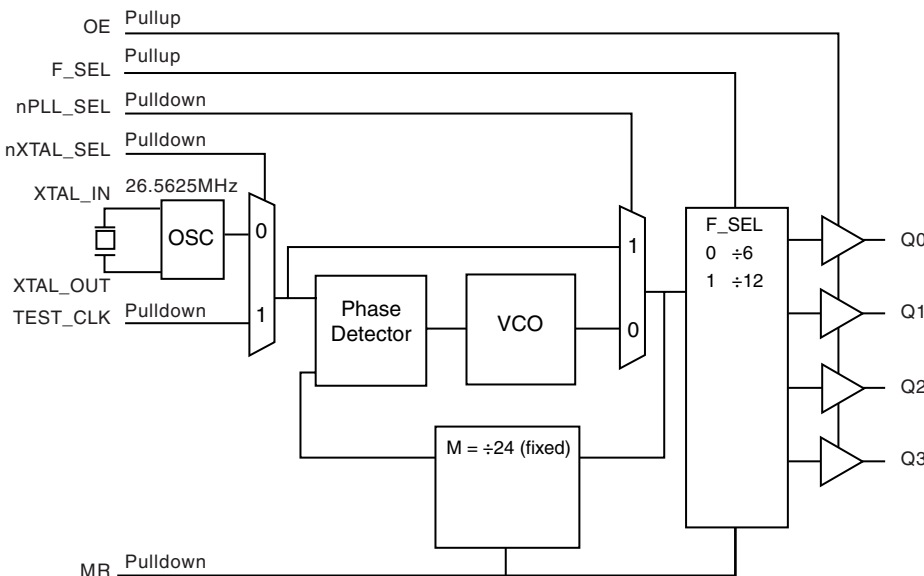 OE Pullup
F_SEL Pullup
nPLL_SEL Pulldown
nXTAL_SEL Pulldown
XTAL_IN 26.5625MHz
OSC
0
1
XTAL_OUT
TEST_CLK Pulldown
Phase
Detector
VCO
1
0
F_SEL
0 ÷6
1 ÷12
Q0
Q1
Q2
Q3
M = ÷24 (fixed)
MR Pulldown